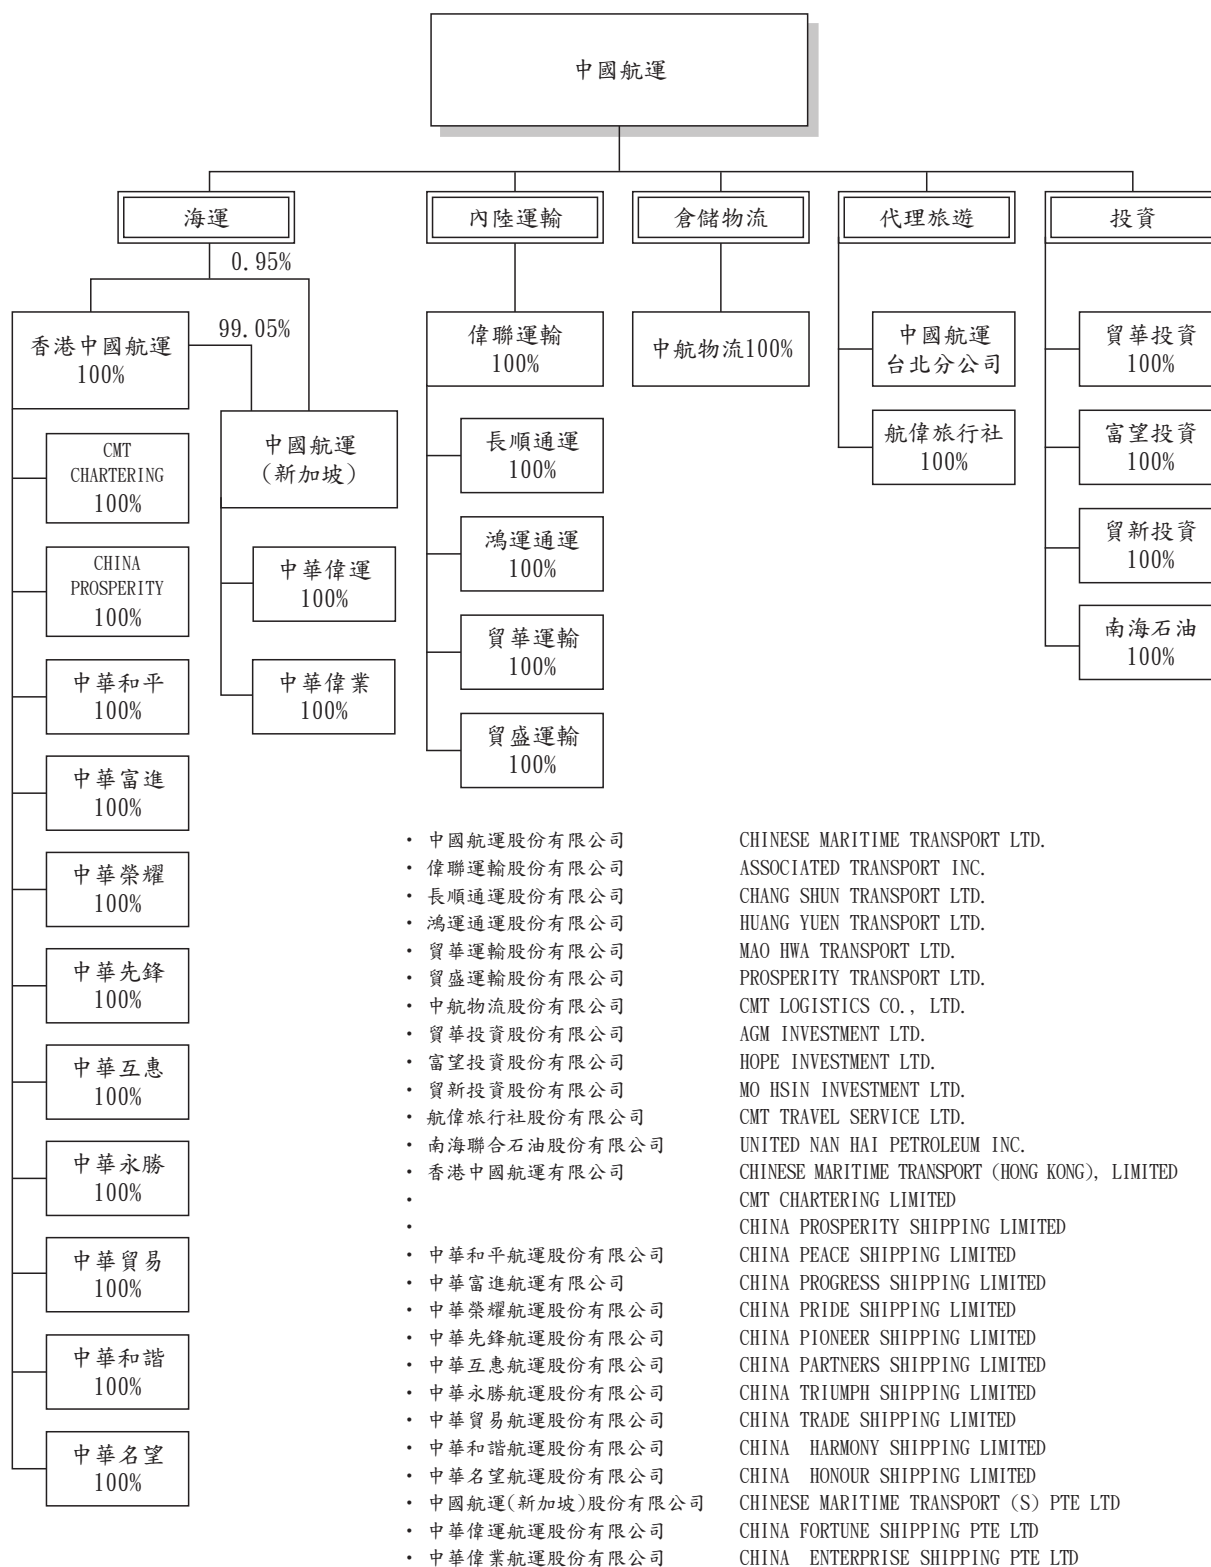 中國航運
海運
內陸運輸
倉儲物流
代理旅遊
投資
0.95%
99.05%
香港中國航運
100%
中國航運
(新加坡)
CMT
CHARTERING
100%
CHINA
PROSPERITY
100%
中華和平
100%
中華富進
100%
中華榮耀
100%
中華先鋒
100%
中華互惠
100%
中華永勝
100%
中華貿易
100%
中華和諧
100%
中華名望
100%
中華偉運
100%
中華偉業
100%
偉聯運輸
100%
長順通運
100%
鴻運通運
100%
貿華運輸
100%
貿盛運輸
100%
中航物流100%
中國航運
台北分公司
航偉旅行社
100%
貿華投資
100%
富望投資
100%
貿新投資
100%
南海石油
100%
• 中國航運股份有限公司 CHINESE MARITIME TRANSPORT LTD.
• 偉聯運輸股份有限公司 ASSOCIATED TRANSPORT INC.
• 長順通運股份有限公司 CHANG SHUN TRANSPORT LTD.
• 鴻運通運股份有限公司 HUANG YUEN TRANSPORT LTD.
• 貿華運輸股份有限公司 MAO HWA TRANSPORT LTD.
• 貿盛運輸股份有限公司 PROSPERITY TRANSPORT LTD.
• 中航物流股份有限公司 CMT LOGISTICS CO., LTD.
• 貿華投資股份有限公司 AGM INVESTMENT LTD.
• 富望投資股份有限公司 HOPE INVESTMENT LTD.
• 貿新投資股份有限公司 MO HSIN INVESTMENT LTD.
• 航偉旅行社股份有限公司 CMT TRAVEL SERVICE LTD.
• 南海聯合石油股份有限公司 UNITED NAN HAI PETROLEUM INC.
• 香港中國航運有限公司 CHINESE MARITIME TRANSPORT (HONG KONG), LIMITED
• CMT CHARTERING LIMITED
• CHINA PROSPERITY SHIPPING LIMITED
• 中華和平航運股份有限公司 CHINA PEACE SHIPPING LIMITED
• 中華富進航運有限公司 CHINA PROGRESS SHIPPING LIMITED
• 中華榮耀航運股份有限公司 CHINA PRIDE SHIPPING LIMITED
• 中華先鋒航運股份有限公司 CHINA PIONEER SHIPPING LIMITED
• 中華互惠航運股份有限公司 CHINA PARTNERS SHIPPING LIMITED
• 中華永勝航運股份有限公司 CHINA TRIUMPH SHIPPING LIMITED
• 中華貿易航運股份有限公司 CHINA TRADE SHIPPING LIMITED
• 中華和諧航運股份有限公司 CHINA HARMONY SHIPPING LIMITED
• 中華名望航運股份有限公司 CHINA HONOUR SHIPPING LIMITED
• 中國航運(新加坡)股份有限公司 CHINESE MARITIME TRANSPORT (S) PTE LTD
• 中華偉運航運股份有限公司 CHINA FORTUNE SHIPPING PTE LTD
• 中華偉業航運股份有限公司 CHINA ENTERPRISE SHIPPING PTE LTD